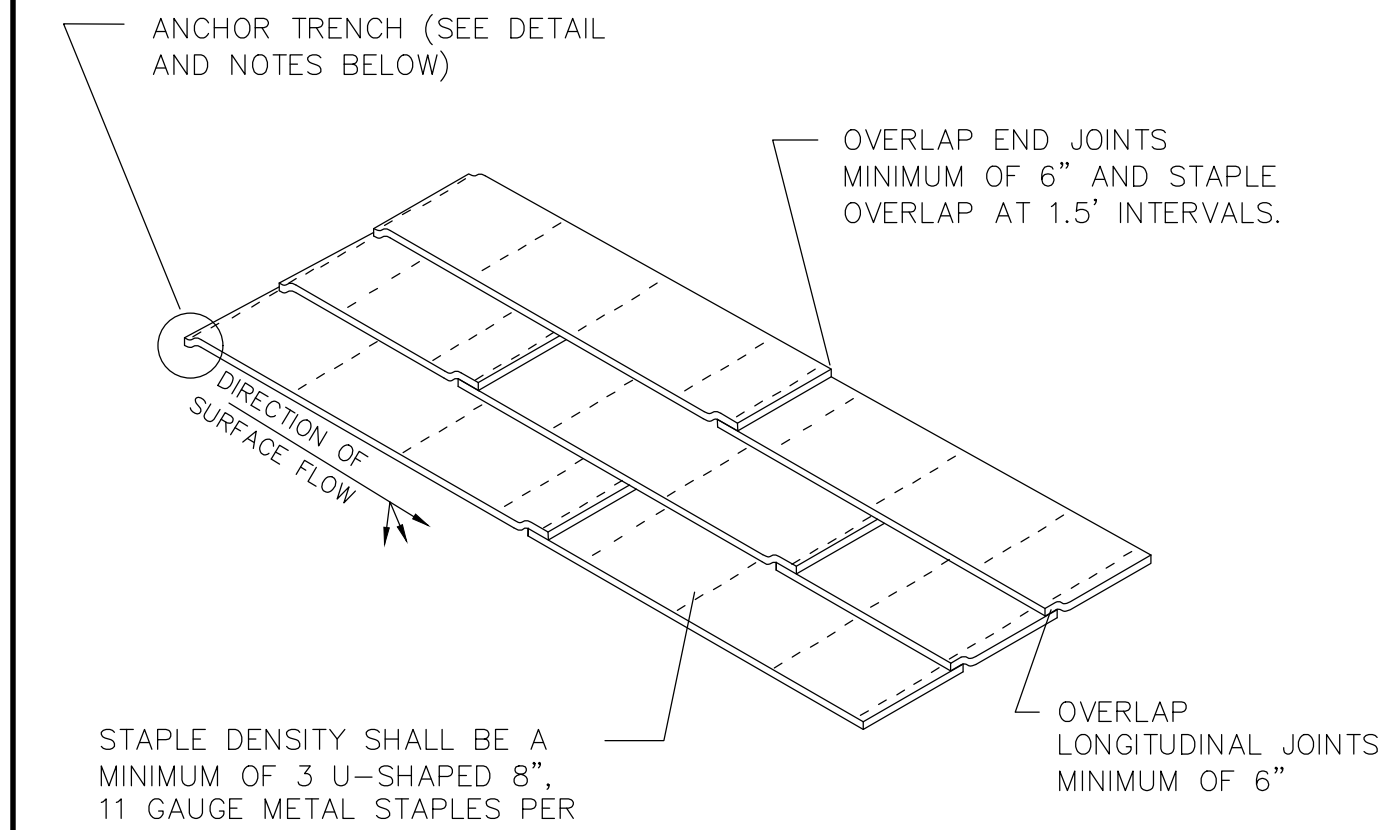 ANCHOR TRENCH (SEE DETAIL
AND NOTES BELOW)
OVERLAP END JOINTS
MINIMUM OF 6” AND STAPLE
OVERLAP AT 1.5' INTERVALS.
DIRECTION OF
SURFACE FLOW
STAPLE DENSITY SHALL BE A
MINIMUM OF 3 U–SHAPED 8”,
11 GAUGE METAL STAPLES PER
OVERLAP
LONGITUDINAL JOINTS
MINIMUM OF 6”